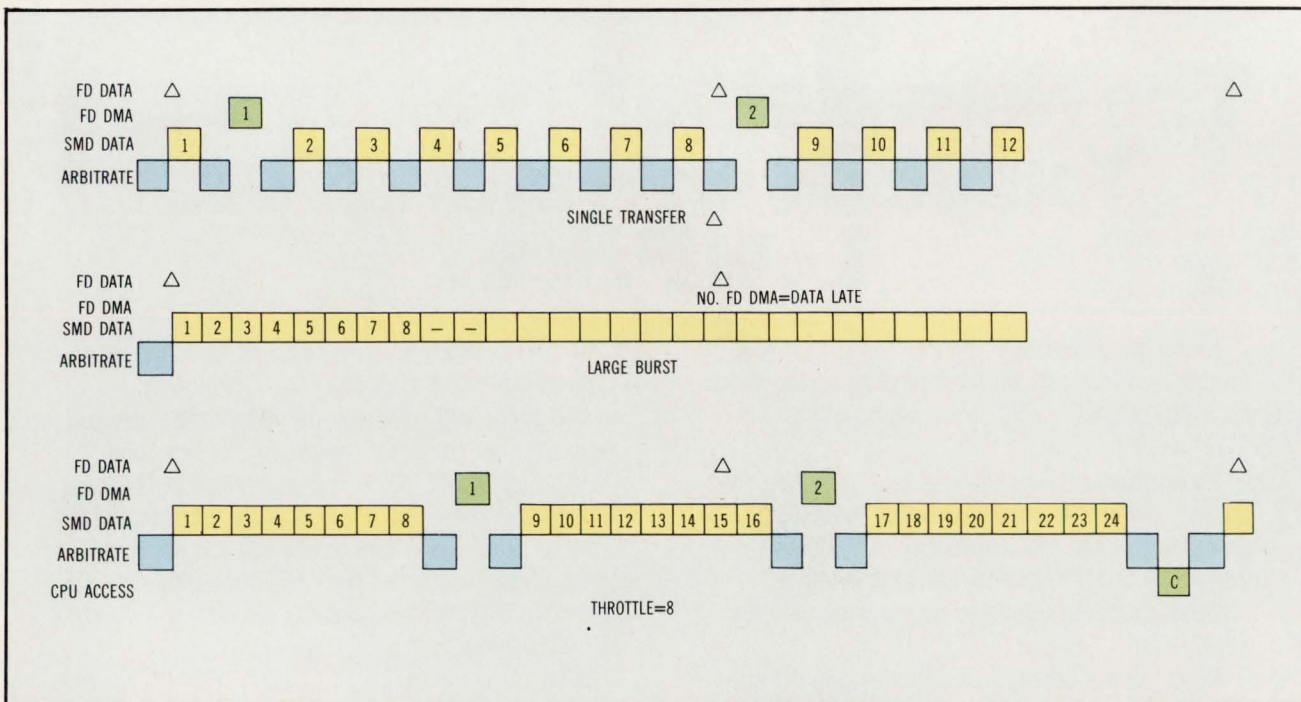 FD DATA
FD DMA 1 2
SMD DATA 1 2 3 4 5 6 7 8 9 10 11 12
ARBITRATE
SINGLE TRANSFER
FD DATA
NO. FD DMA=DATA LATE
FD DMA
SMD DATA 1 2 3 4 5 6 7 8 – –
ARBITRATE
LARGE BURST
FD DATA
FD DMA 1 2
SMD DATA 1 2 3 4 5 6 7 8 9 10 11 12 13 14 15 16 17 18 19 20 21 22 23 24
ARBITRATE
CPU ACCESS C
THROTTLE=8